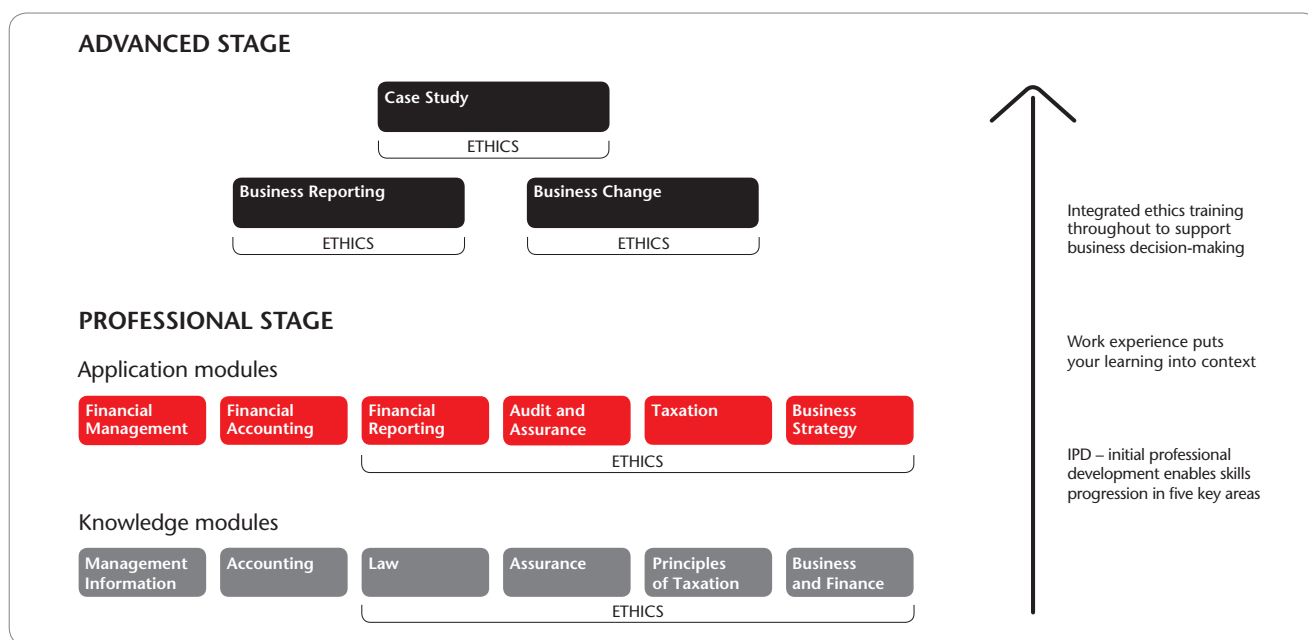 ADVANCED STAGE
Case Study
ETHICS
Business Reporting
Business Change
ETHICS
ETHICS
Integrated ethics training
throughout to support
business decision-making
PROFESSIONAL STAGE
Work experience puts
your learning into context
Application modules
Financial
Management
Financial
Accounting
Financial
Reporting
Audit and
Assurance
Taxation
Business
Strategy
ETHICS
IPD – initial professional
development enables skills
progression in five key areas
Knowledge modules
Management
Information
Accounting
Law
Assurance
Principles
of Taxation
Business
and Finance
ETHICS